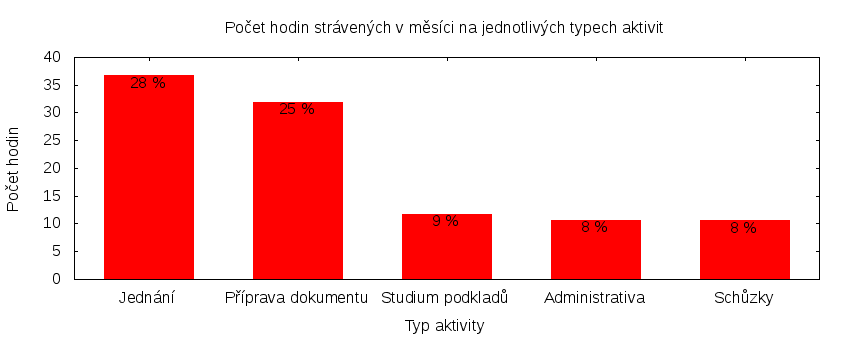 Počet hodin strávených v měsíci na jednotlivých typech aktivit
Počet hodin
40
35
30
25
20
15
10
5
0
28 %
25 %
9 %
8 %
8 %
Jednání
Příprava dokumentu
Studium podkladů
Administrativa
Schůzky
Typ aktivity